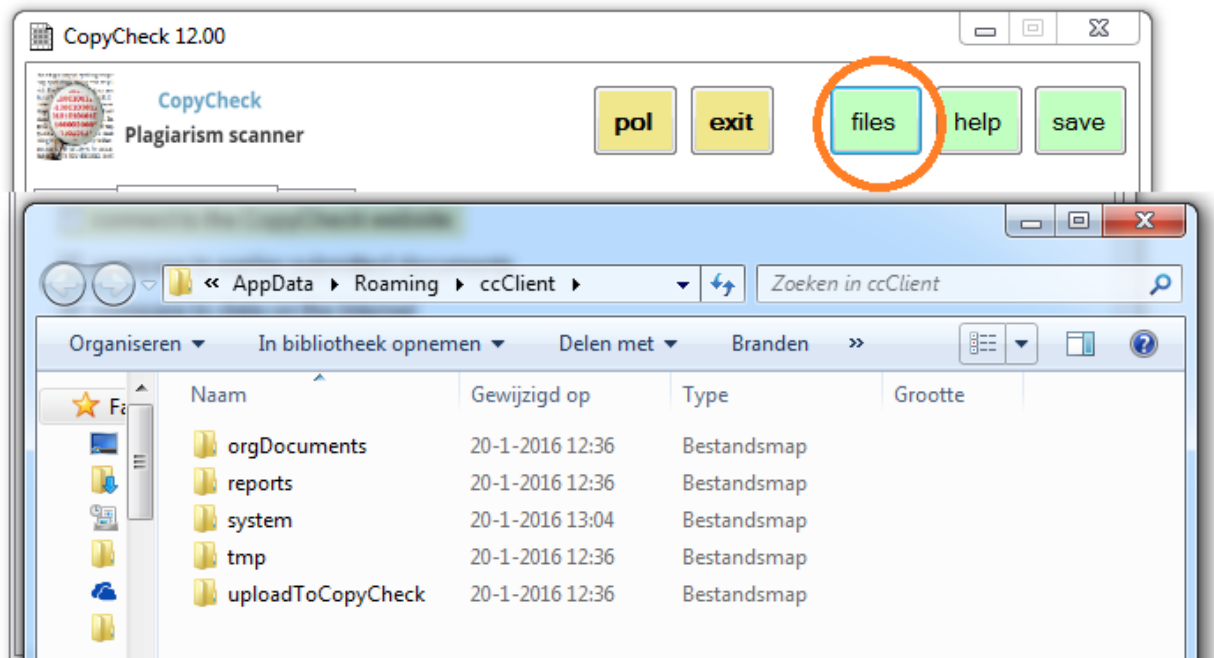 CopyCheck 12.00
CopyCheck
Plagiarism scanner
pol exit files help save
« AppData Roaming ccClient
Zoeken in ccClient
Organiseren In bibliotheek opnemen Delen met Branden »
Fa
Naam Gewijzigd op Type Grootte
orgDocuments 20-1-2016 12:36 Bestandsmap
reports 20-1-2016 12:36 Bestandsmap
system 20-1-2016 13:04 Bestandsmap
tmp 20-1-2016 12:36 Bestandsmap
uploadToCopyCheck 20-1-2016 12:36 Bestandsmap